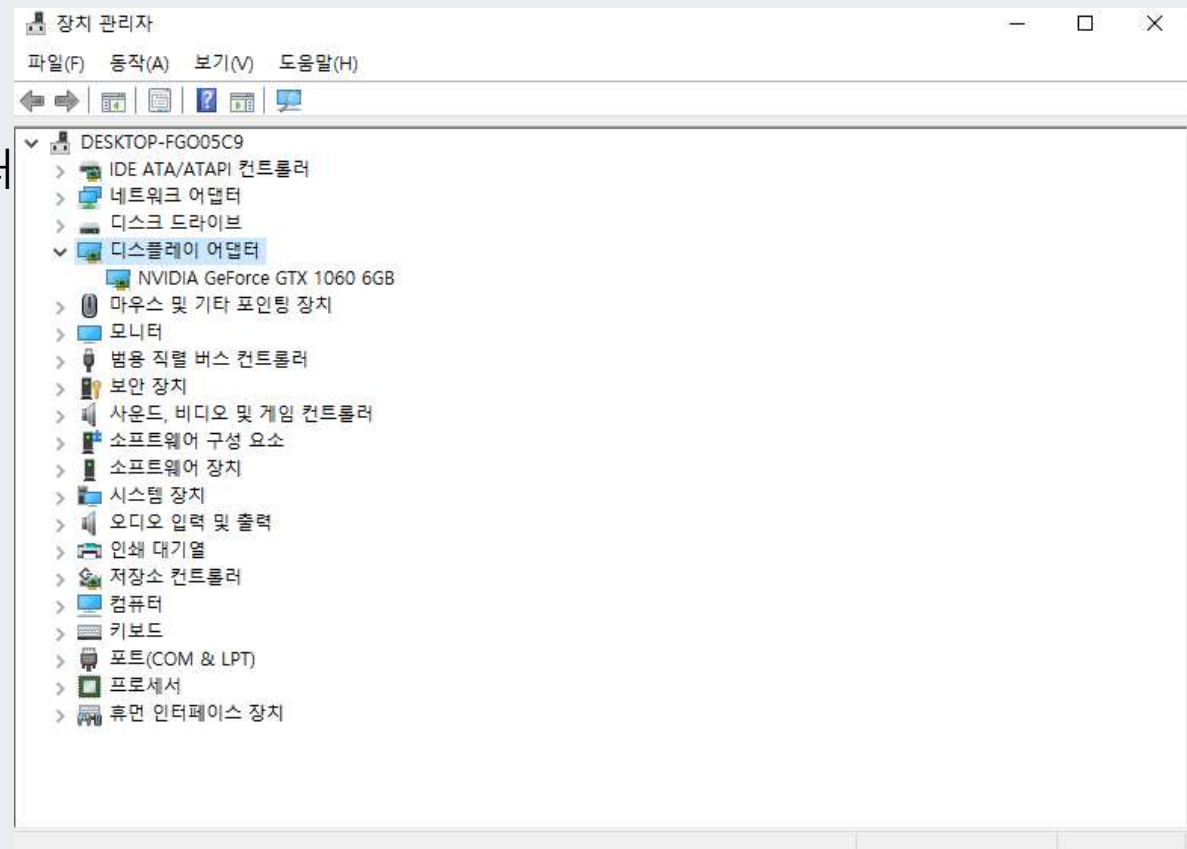 장치 관리자
파일(F) 동작(A) 보기(V) 도움말(H)
DESKTOP-FGO05C9
IDE ATA/ATAPI 컨트롤러
네트워크 어댑터
디스크 드라이브
디스플레이 어댑터
NVIDIA GeForce GTX 1060 6GB
마우스 및 기타 포인팅 장치
모니터
범용 직렬 버스 컨트롤러
보안 장치
사운드, 비디오 및 게임 컨트롤러
소프트웨어 구성 요소
소프트웨어 장치
시스템 장치
오디오 입력 및 출력
인쇄 대기열
저장소 컨트롤러
컴퓨터
키보드
포트(COM & LPT)
프로세서
휴먼 인터페이스 장치